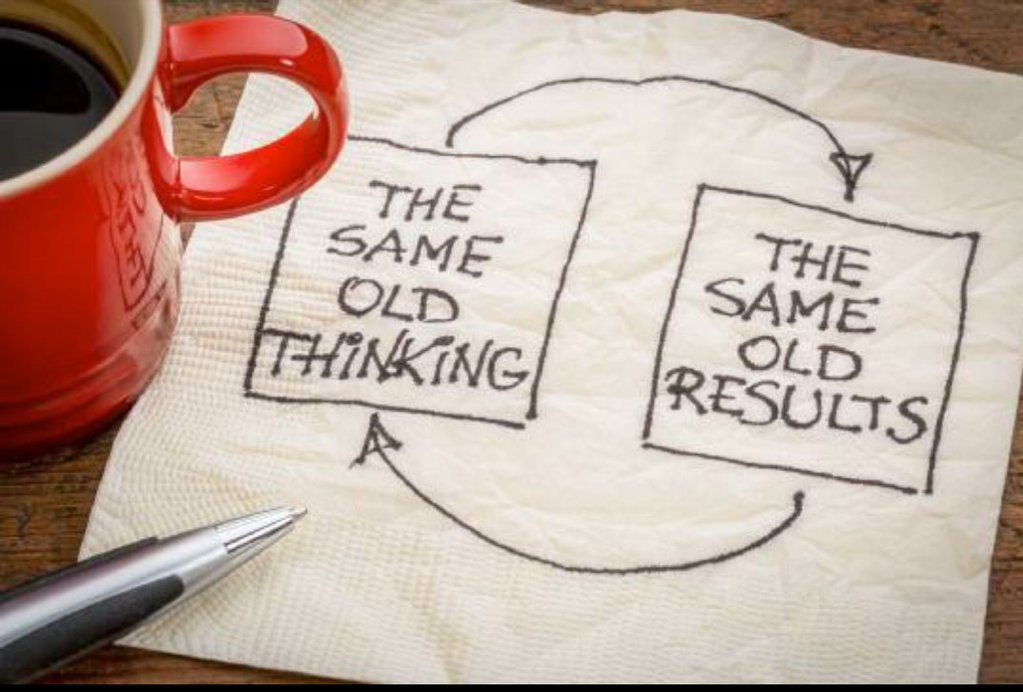 THE
SAME
OLD
THINKING
THE
SAME
OLD
RESULTS